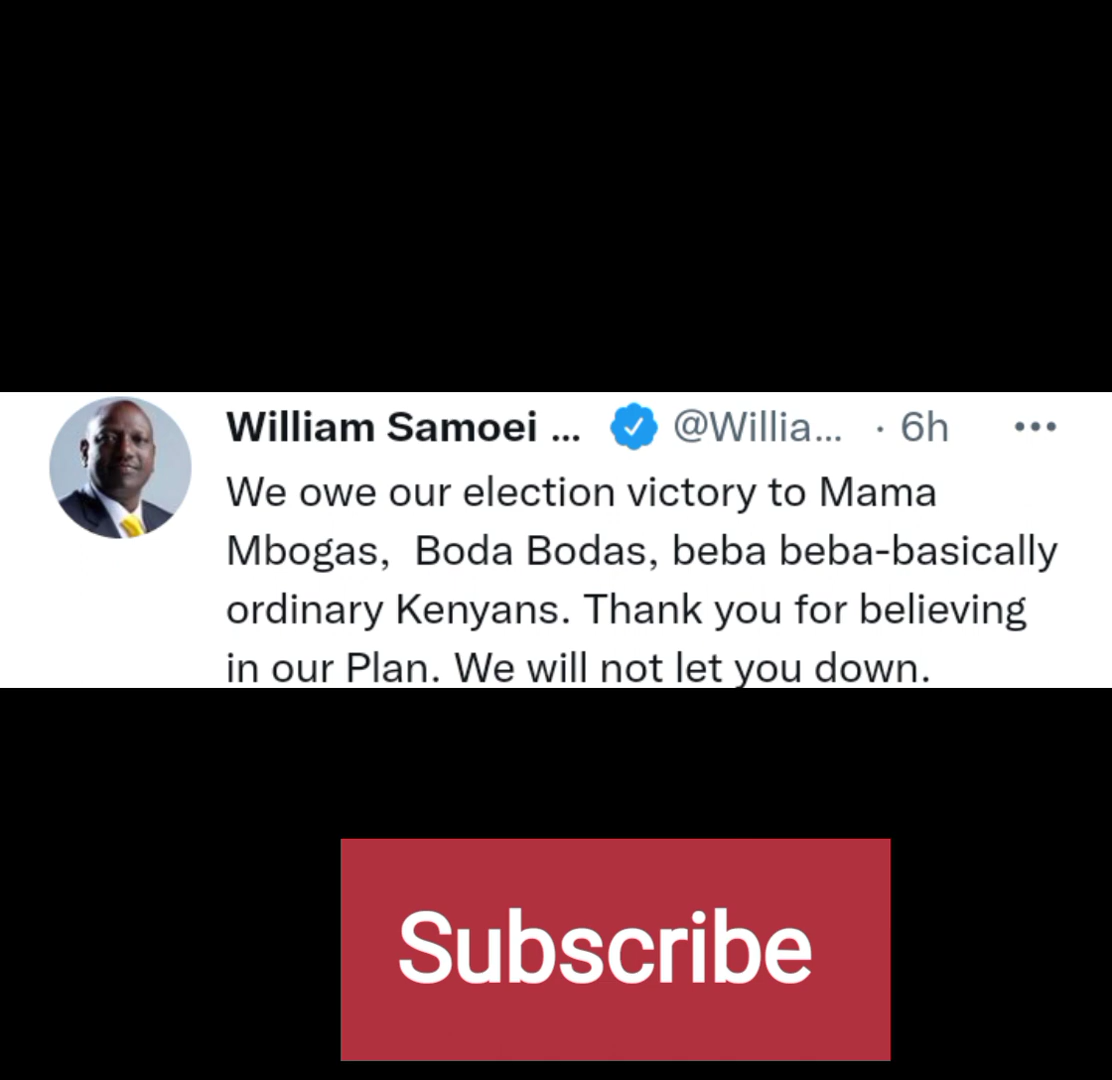 William Samoei ... @Willia... · 6h
We owe our election victory to Mama
Mbogas,  Boda Bodas, beba beba-basically
ordinary Kenyans. Thank you for believing
in our Plan. We will not let you down.
Subscribe